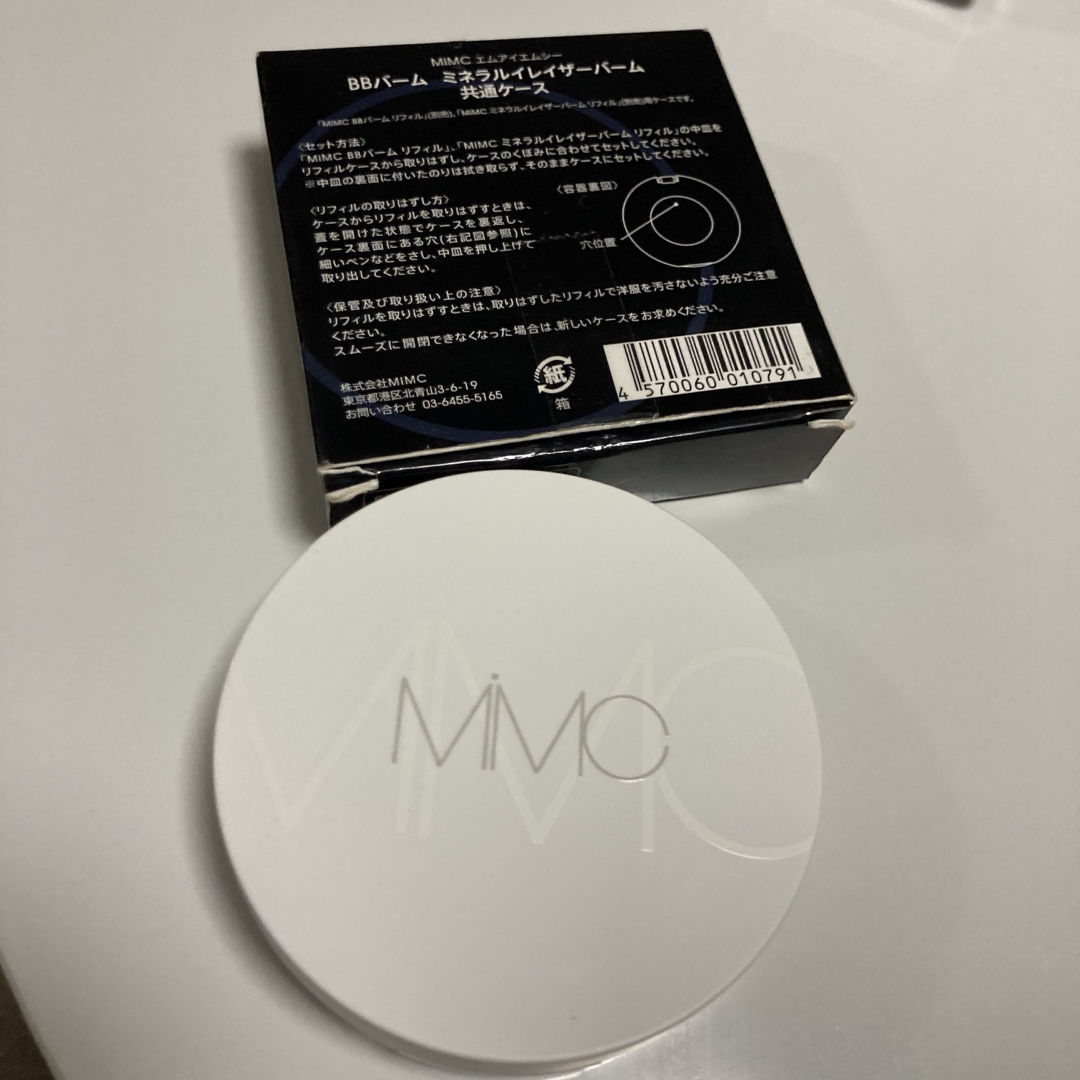 MIMC エムアイエムシー
BBバーム ミネラルイレイザーバーム
共通ケース
「MIMC BBバーム リフィル」(別売)、「MIMC ミネラルイレイザーバーム リフィル」(別売)用ケースです。
〈セット方法〉
「MIMC BBバーム リフィル」、「MIMC ミネラルイレイザーバーム リフィル」の中皿を
リフィルケースから取りはずし、ケースのくぼみに合わせてセットしてください。
※中皿の裏面に付いたのりは拭き取らず、そのままケースにセットしてください。
〈リフィルの取りはずし方〉
ケースからリフィルを取りはずすときは、
蓋を開けた状態でケースを裏返し、
ケース裏面にある穴(右記図参照)に
細いペンなどをさし、中皿を押し上げて
取り出してください。
〈容器裏図〉
穴位置
〈保管及び取り扱い上の注意〉
リフィルを取りはずすときは、取りはずしたリフィルで洋服を汚さないよう充分ご注意
ください。
スムーズに開閉できなくなった場合は、新しいケースをお求めください。
株式会社MIMC
東京都港区北青山3-6-19
お問い合わせ 03-6455-5165
紙
箱
4 570060 010791
MiMC
MiMC